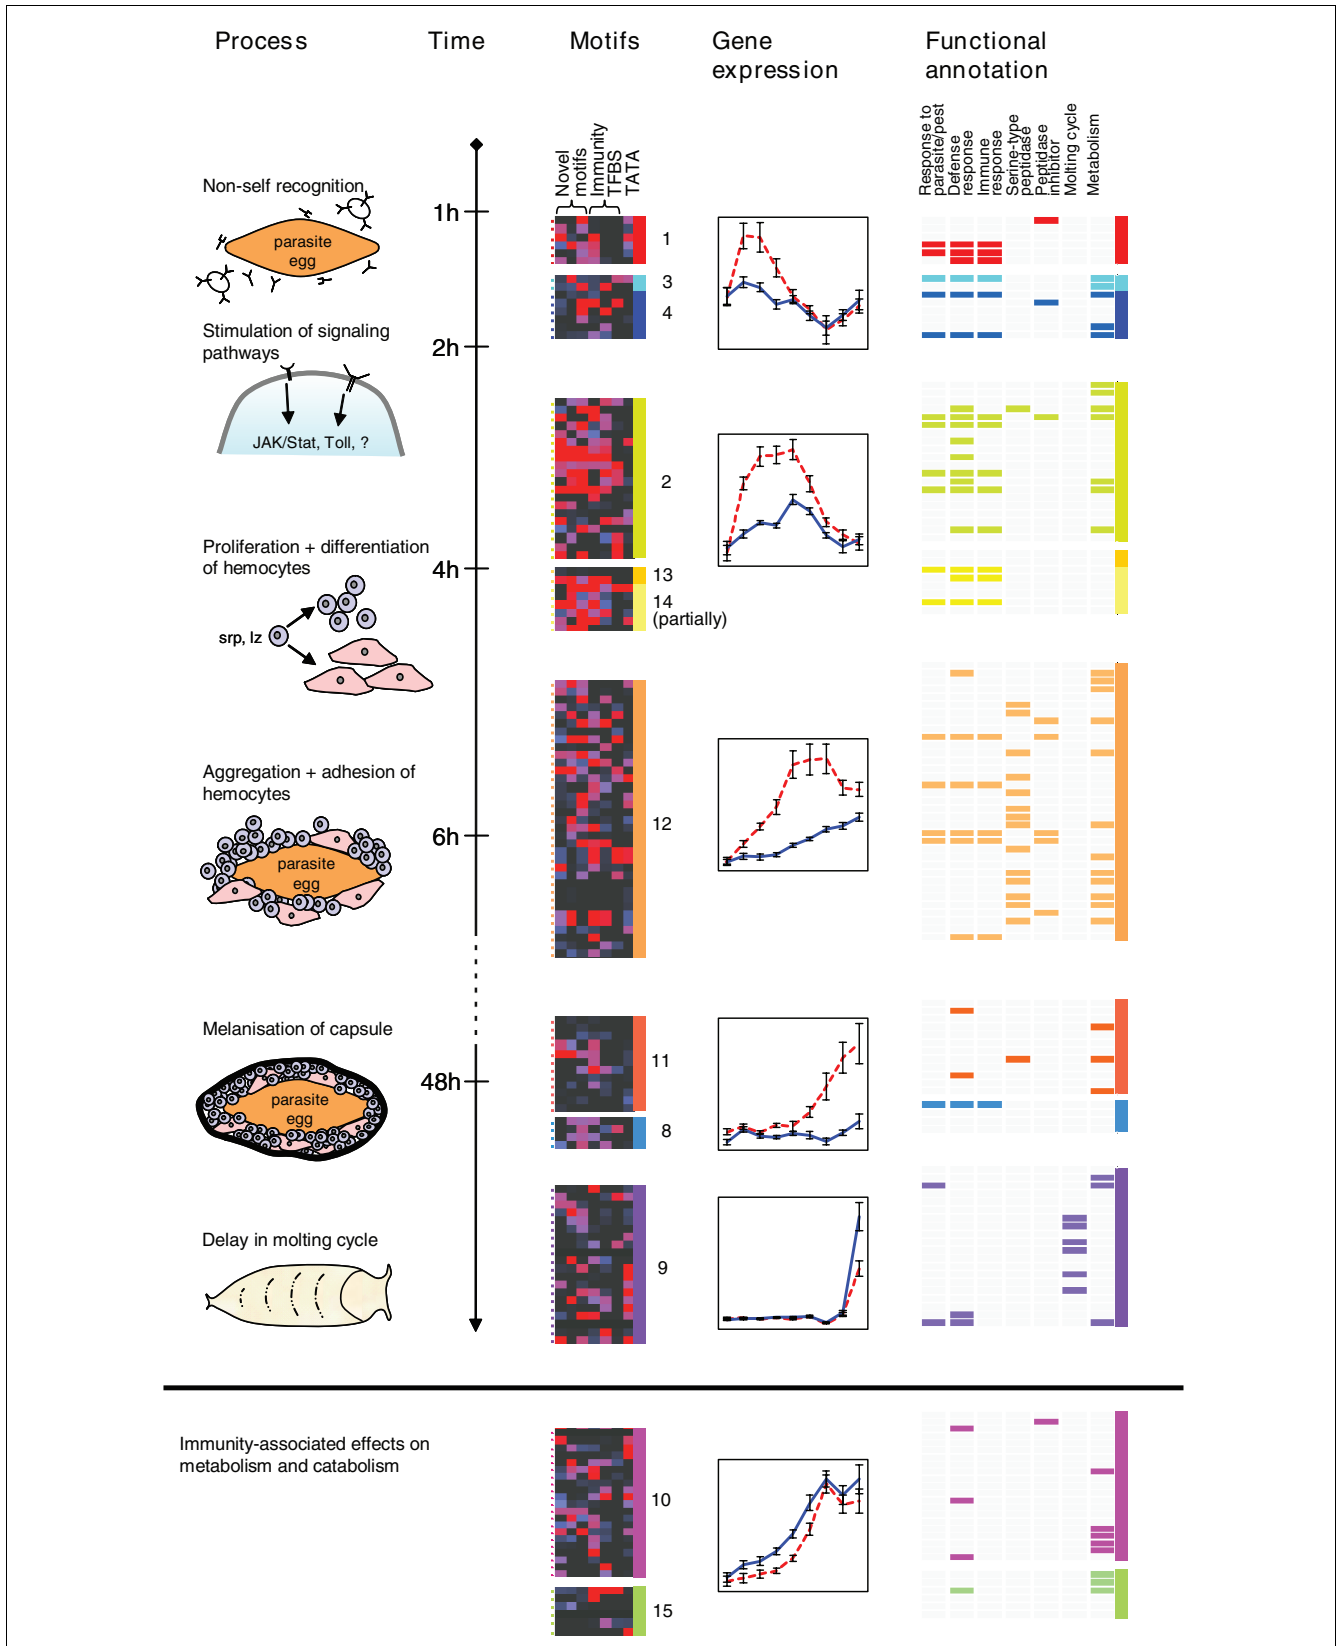 Process
Time
Motifs
Gene
expression
Functional
annotation
Novel
motifs
Immunity
TFBS
TATA
Response to
parasite/pest
Defense
response
Immune
response
Serine-type
peptidase
Peptidase
inhibitor
Molting cycle
Metabolism
Non-self recognition
parasite
egg
1h
1
3
4
Stimulation of signaling
pathways
2h
JAK/Stat, Toll, ?
2
Proliferation + differentiation
of hemocytes
4h
13
14
(partially)
srp, lz
Aggregation + adhesion of
hemocytes
6h
12
parasite
egg
Melanisation of capsule
48h
11
parasite
egg
8
Delay in molting cycle
9
Immunity-associated effects on
metabolism and catabolism
10
15